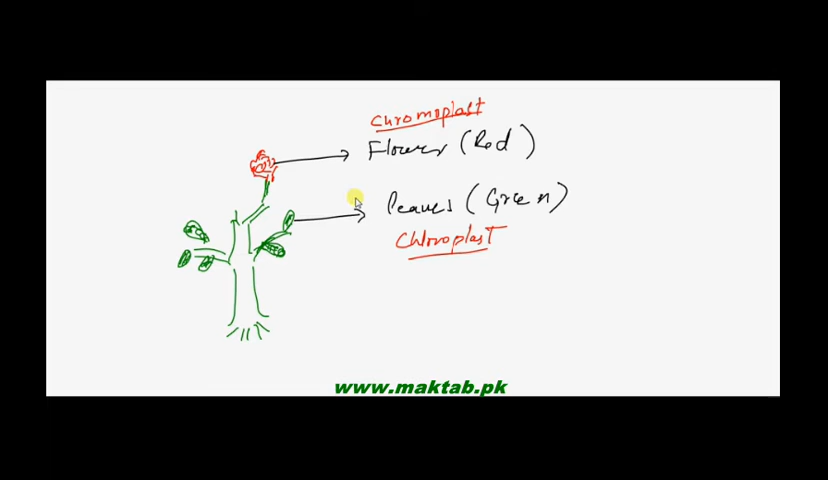 Chromoplast
Flower (Red)
leaves (Green)
Chloroplast
www.maktab.pk